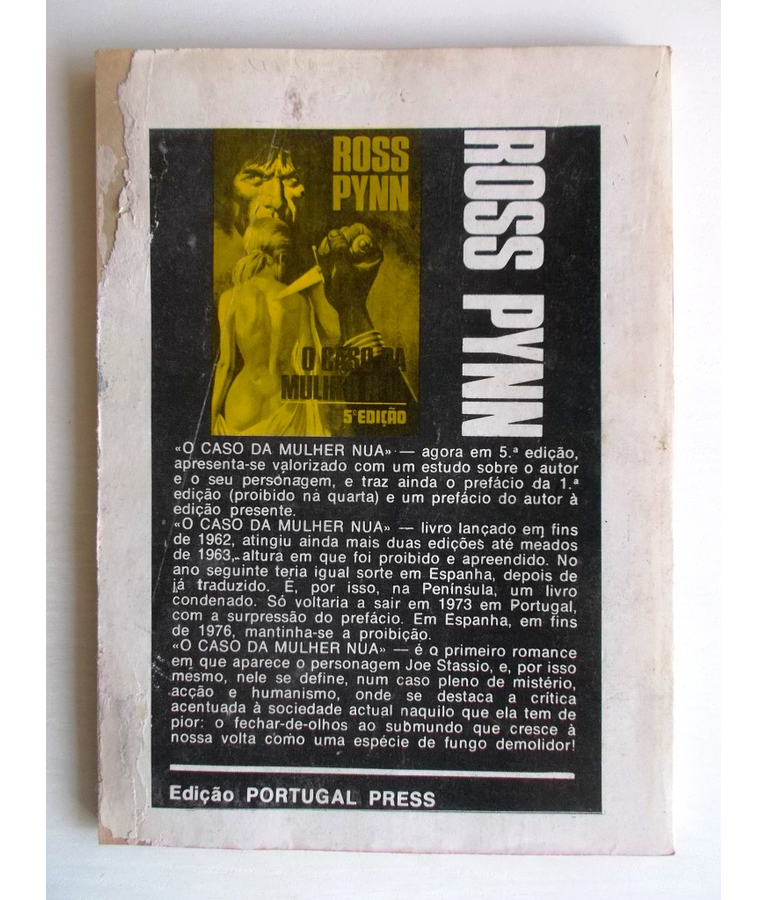 ROSS
PYNN
O CASO DA
MULHER NUA
5ª EDIÇÃO
ROSS PYNN
«O CASO DA MULHER NUA» — agora em 5.ª edição,
apresenta-se valorizado com um estudo sobre o autor
e o seu personagem, e traz ainda o prefácio da 1.ª
edição (proibido na quarta) e um prefácio do autor à
edição presente.
«O CASO DA MULHER NUA» — livro lançado em fins
de 1962, atingiu ainda mais duas edições até meados
de 1963, altura em que foi proibido e apreendido. No
ano seguinte teria igual sorte em Espanha, depois de
já traduzido. É, por isso, na Península, um livro
condenado. Só voltaria a sair em 1973 em Portugal,
com a surpressão do prefácio. Em Espanha, em fins
de 1976, mantinha-se a proibição.
«O CASO DA MULHER NUA» — é o primeiro romance
em que aparece o personagem Joe Stassio, e, por isso
mesmo, nele se define, num caso pleno de mistério,
acção e humanismo, onde se destaca a crítica
acentuada à sociedade actual naquilo que ela tem de
pior: o fechar-de-olhos ao submundo que cresce à
nossa volta como uma espécie de fungo demolidor!
Edição PORTUGAL PRESS